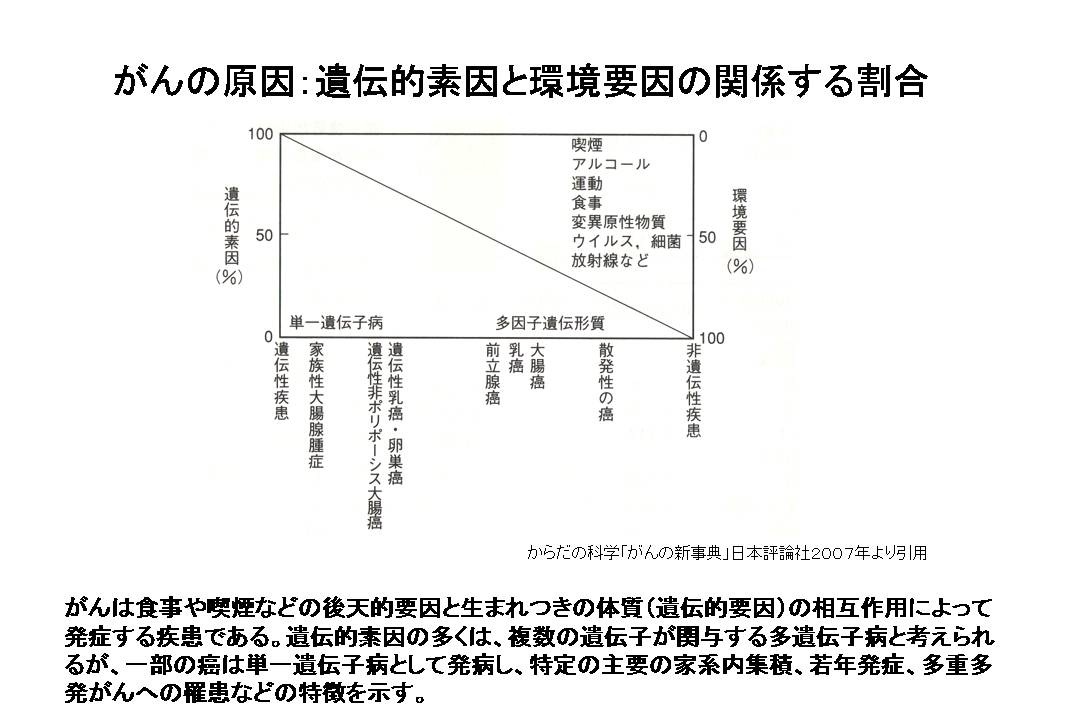 がんの原因：遺伝的素因と環境要因の関係する割合
100
50
0
遺伝的素因
（％）
0
50
100
環境要因
（％）
喫煙
アルコール
運動
食事
変異原性物質
ウイルス，細菌
放射線など
単一遺伝子病
多因子遺伝形質
遺伝性疾患
家族性大腸腺腫症
遺伝性非ポリポーシス大腸癌
遺伝性乳癌・卵巣癌
前立腺癌
乳癌
大腸癌
散発性の癌
非遺伝性疾患
からだの科学「がんの新事典」日本評論社２００７年より引用
がんは食事や喫煙などの後天的要因と生まれつきの体質（遺伝的要因）の相互作用によって
発症する疾患である。遺伝的素因の多くは、複数の遺伝子が関与する多遺伝子病と考えられ
るが、一部の癌は単一遺伝子病として発病し、特定の主要の家系内集積、若年発症、多重多
発がんへの罹患などの特徴を示す。